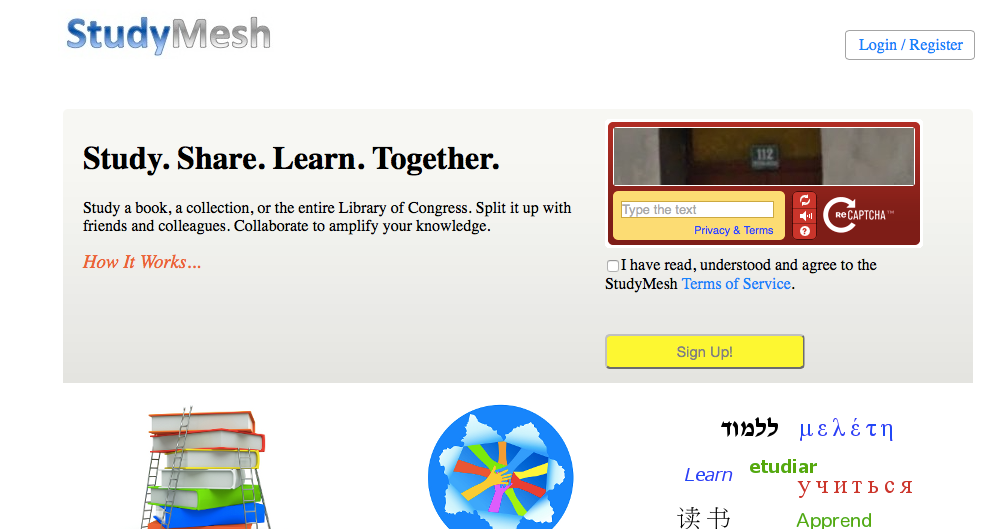 StudyMesh
Login / Register
Study. Share. Learn. Together.
Study a book, a collection, or the entire Library of Congress. Split it up with
friends and colleagues. Collaborate to amplify your knowledge.
How It Works...
112
Type the text
Privacy & Terms
reCAPTCHA™
I have read, understood and agree to the
StudyMesh Terms of Service.
Sign Up!
ללמוד
μελέτη
Learn
etudiar
учиться
读书
Apprend